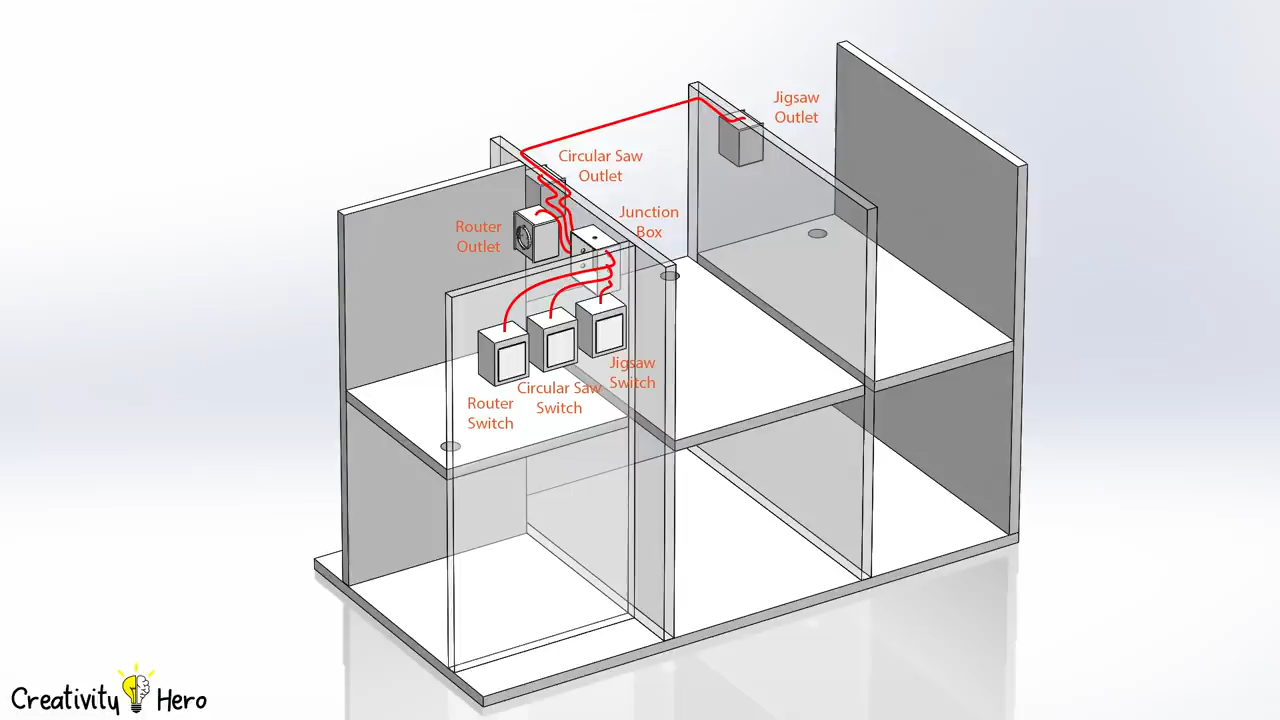 Jigsaw
Outlet
Circular Saw
Outlet
Junction
Box
Router
Outlet
Jigsaw
Switch
Circular Saw
Switch
Router
Switch
Creativity Hero